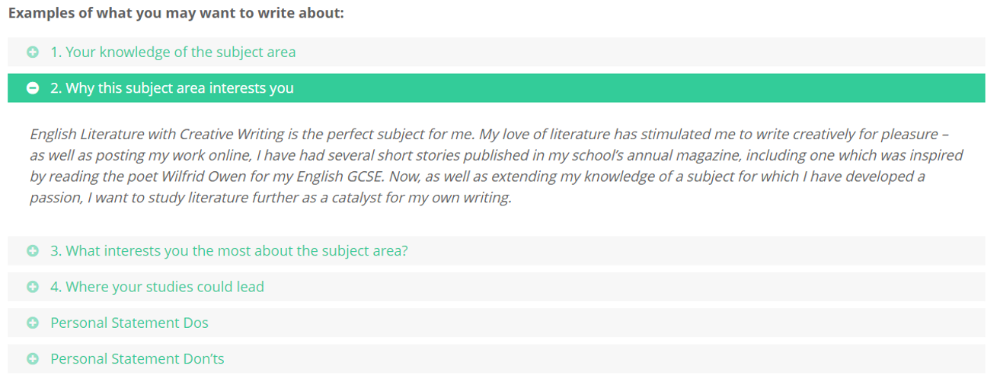 Examples of what you may want to write about:
1. Your knowledge of the subject area
2. Why this subject area interests you
English Literature with Creative Writing is the perfect subject for me. My love of literature has stimulated me to write creatively for pleasure –
as well as posting my work online, I have had several short stories published in my school’s annual magazine, including one which was inspired
by reading the poet Wilfrid Owen for my English GCSE. Now, as well as extending my knowledge of a subject for which I have developed a
passion, I want to study literature further as a catalyst for my own writing.
3. What interests you the most about the subject area?
4. Where your studies could lead
Personal Statement Dos
Personal Statement Don’ts